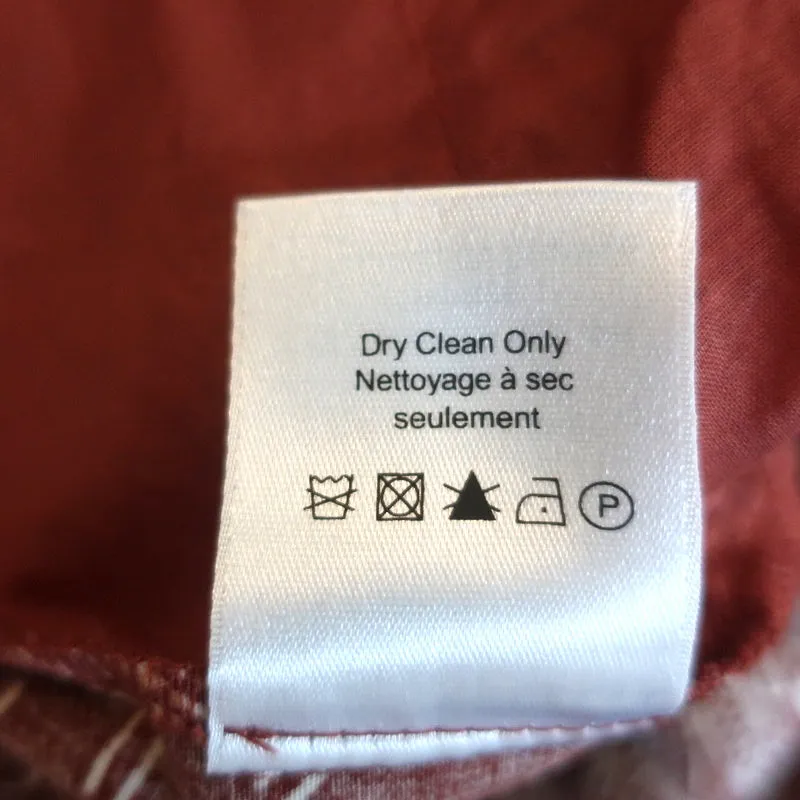 Dry Clean Only
Nettoyage à sec
seulement
P